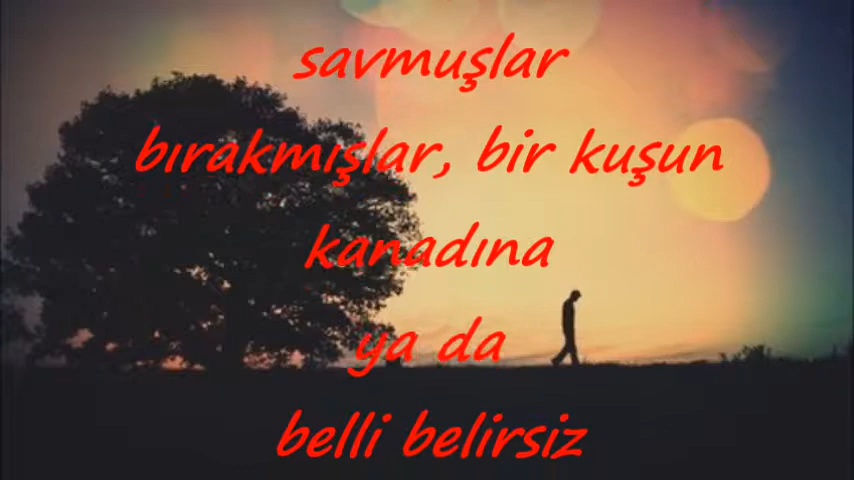 savmuşlar
bırakmışlar, bir kuşun
kanadına
ya da
belli belirsiz